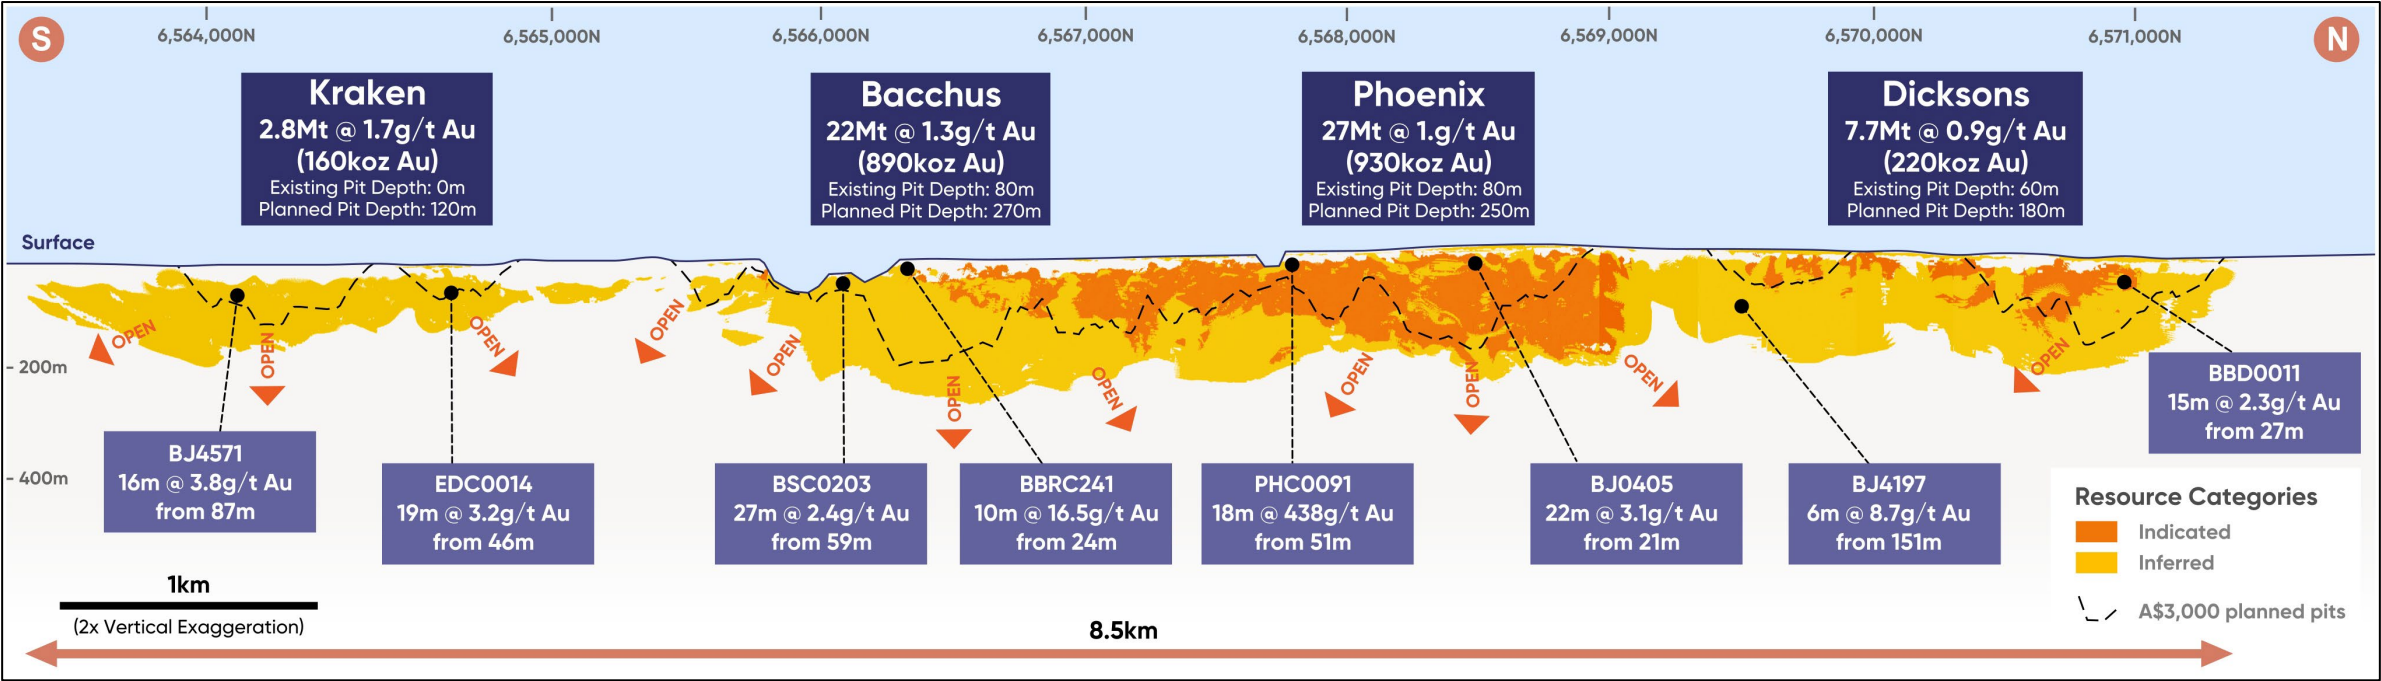 S
6,564,000N
6,565,000N
6,566,000N
6,567,000N
6,568,000N
6,569,000N
6,570,000N
6,571,000N
N
Kraken
2.8Mt @ 1.7g/t Au
(160koz Au)
Existing Pit Depth: 0m
Planned Pit Depth: 120m
Bacchus
22Mt @ 1.3g/t Au
(890koz Au)
Existing Pit Depth: 80m
Planned Pit Depth: 270m
Phoenix
27Mt @ 1.g/t Au
(930koz Au)
Existing Pit Depth: 80m
Planned Pit Depth: 250m
Dicksons
7.7Mt @ 0.9g/t Au
(220koz Au)
Existing Pit Depth: 60m
Planned Pit Depth: 180m
Surface
OPEN
OPEN
OPEN
OPEN
OPEN
OPEN
OPEN
OPEN
OPEN
OPEN
OPEN
- 200m
- 400m
BJ4571
16m @ 3.8g/t Au
from 87m
EDC0014
19m @ 3.2g/t Au
from 46m
BSC0203
27m @ 2.4g/t Au
from 59m
BBRC241
10m @ 16.5g/t Au
from 24m
PHC0091
18m @ 438g/t Au
from 51m
BJ0405
22m @ 3.1g/t Au
from 21m
BJ4197
6m @ 8.7g/t Au
from 151m
BBD0011
15m @ 2.3g/t Au
from 27m
Resource Categories
Indicated
Inferred
A$3,000 planned pits
1km
(2x Vertical Exaggeration)
8.5km